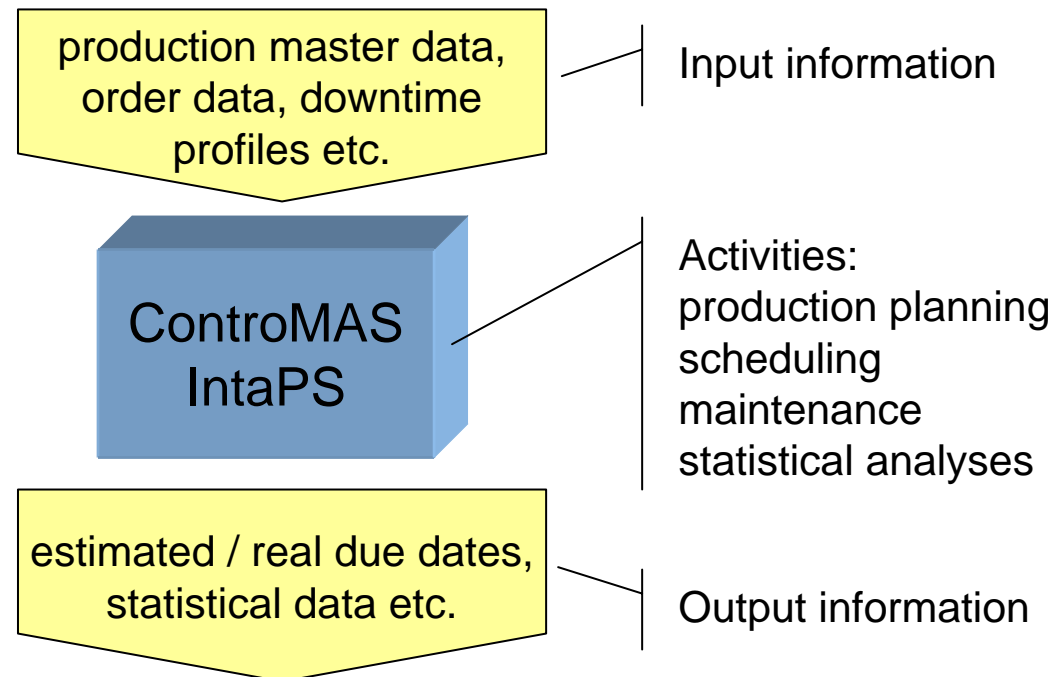 production master data,
order data, downtime
profiles etc.
Input information
ControMAS
IntaPS
Activities:
production planning
scheduling
maintenance
statistical analyses
estimated / real due dates,
statistical data etc.
Output information